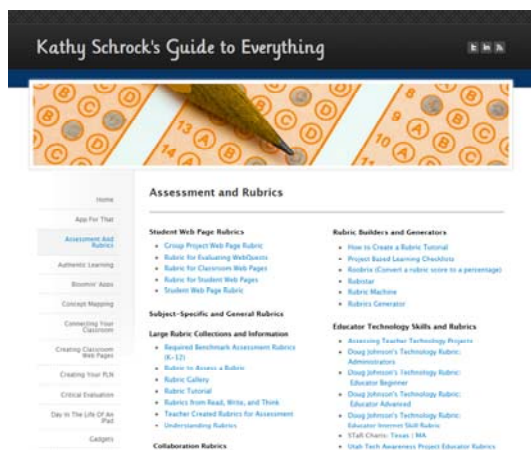 Kathy Schrock's Guide to Everything
Assessment and Rubrics
Home
App For That
Assessment And
Rubrics
Authentic Learning
Bloomin' Apps
Concept Mapping
Connecting Your
Classroom
Creating Classroom
Web Pages
Creating Your PLN
Critical Evaluation
Day In The Life Of An
iPad
Gadgets
Student Web Page Rubrics
Group Project Web Page Rubric
Rubric for Evaluating WebQuests
Rubric for Classroom Web Pages
Rubric for Student Web Pages
Student Web Page Rubric
Subject-Specific and General Rubrics
Large Rubric Collections and Information
Required Benchmark Assessment Rubrics
(K-12)
Rubric to Assess a Rubric
Rubric Gallery
Rubric Tutorial
Rubrics from Read, Write, and Think
Teacher Created Rubrics for Assessment
Understanding Rubrics
Collaboration Rubrics
Rubric Builders and Generators
How to Create a Rubric Tutorial
Project Based Learning Checklists
(Convert a rubric score to a percentage)
Rubistar
Rubric Machine
Rubrics Generator
Educator Technology Skills and Rubrics
Assessing Teacher Technology Projects
Doug Johnson's Technology Rubric:
Administrators
Doug Johnson's Technology Rubric:
Educator Beginner
Doug Johnson's Technology Rubric:
Educator Advanced
Doug Johnson's Technology Rubric:
Educator Internet Skill Rubric
STaR Charts: Texas | MA
Utah Tech Awareness Project Educator Rubrics